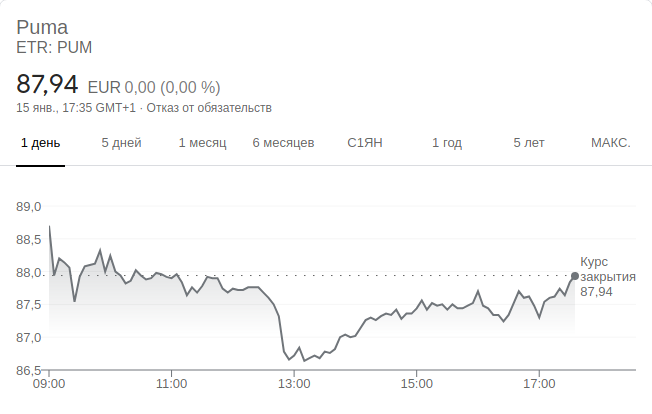 Puma
ETR: PUM
87,94 EUR 0,00 (0,00 %)
15 янв., 17:35 GMT+1 · Отказ от обязательств
1 день 5 дней 1 месяц 6 месяцев С1ЯН 1 год 5 лет МАКС.
89,0
88,5
88,0
87,5
87,0
86,5
Курс
закрытия
87,94
09:00 11:00 13:00 15:00 17:00